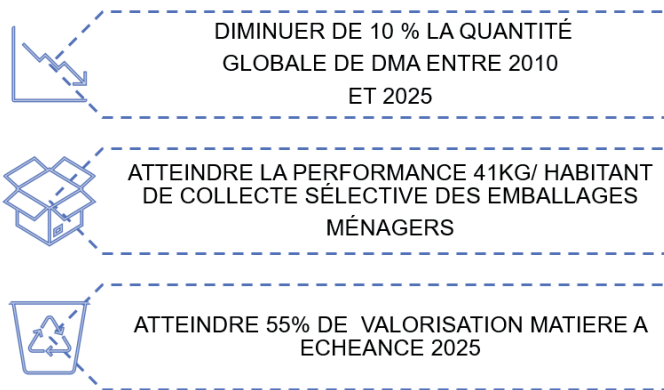 DIMINUER DE 10 % LA QUANTITÉ
GLOBALE DE DMA ENTRE 2010
ET 2025
ATTEINDRE LA PERFORMANCE 41KG/ HABITANT
DE COLLECTE SÉLECTIVE DES EMBALLAGES
MÉNAGERS
ATTEINDRE 55% DE  VALORISATION MATIERE A
ECHEANCE 2025